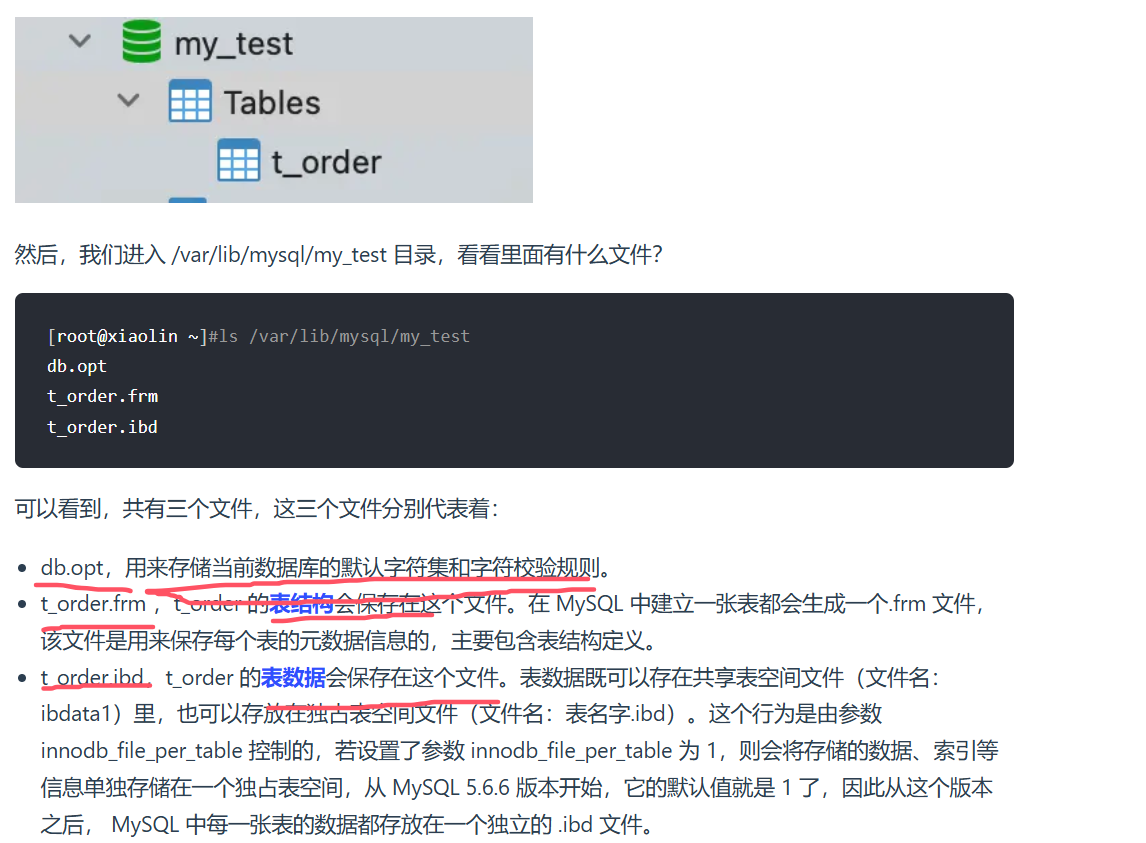 my_test
Tables
t_order
然后，我们进入 /var/lib/mysql/my_test 目录，看看里面有什么文件？
[root@xiaolin ~]#ls /var/lib/mysql/my_test
db.opt
t_order.frm
t_order.ibd
可以看到，共有三个文件，这三个文件分别代表着：
db.opt，用来存储当前数据库的默认字符集和字符校验规则。
t_order.frm ，t_order 的表结构会保存在这个文件。在 MySQL 中建立一张表都会生成一个.frm 文件，
该文件是用来保存每个表的元数据信息的，主要包含表结构定义。
t_order.ibd，t_order 的表数据会保存在这个文件。表数据既可以存在共享表空间文件（文件名：
ibdata1）里，也可以存放在独占表空间文件（文件名：表名字.ibd）。这个行为是由参数
innodb_file_per_table 控制的，若设置了参数 innodb_file_per_table 为 1，则会将存储的数据、索引等
信息单独存储在一个独占表空间，从 MySQL 5.6.6 版本开始，它的默认值就是 1 了，因此从这个版本
之后， MySQL 中每一张表的数据都存放在一个独立的 .ibd 文件。